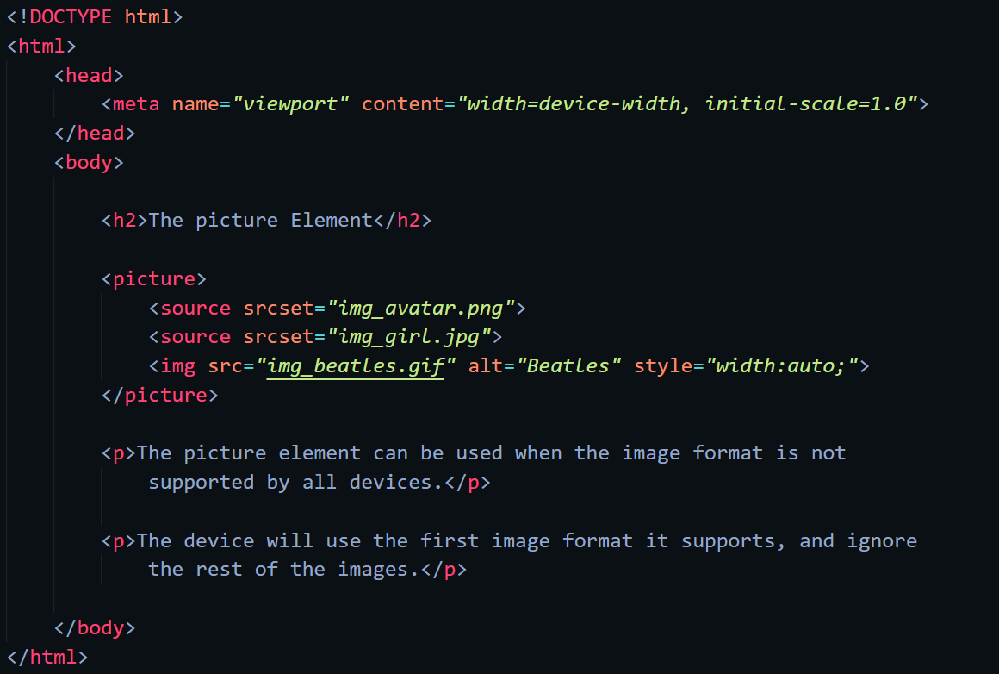 <!DOCTYPE html>
<html>
    <head>
        <meta name="viewport" content="width=device-width, initial-scale=1.0">
    </head>
    <body>

        <h2>The picture Element</h2>

        <picture>
            <source srcset="img_avatar.png">
            <source srcset="img_girl.jpg">
            <img src="img_beatles.gif" alt="Beatles" style="width:auto;">
        </picture>

        <p>The picture element can be used when the image format is not
            supported by all devices.</p>

        <p>The device will use the first image format it supports, and ignore
            the rest of the images.</p>

    </body>
</html>